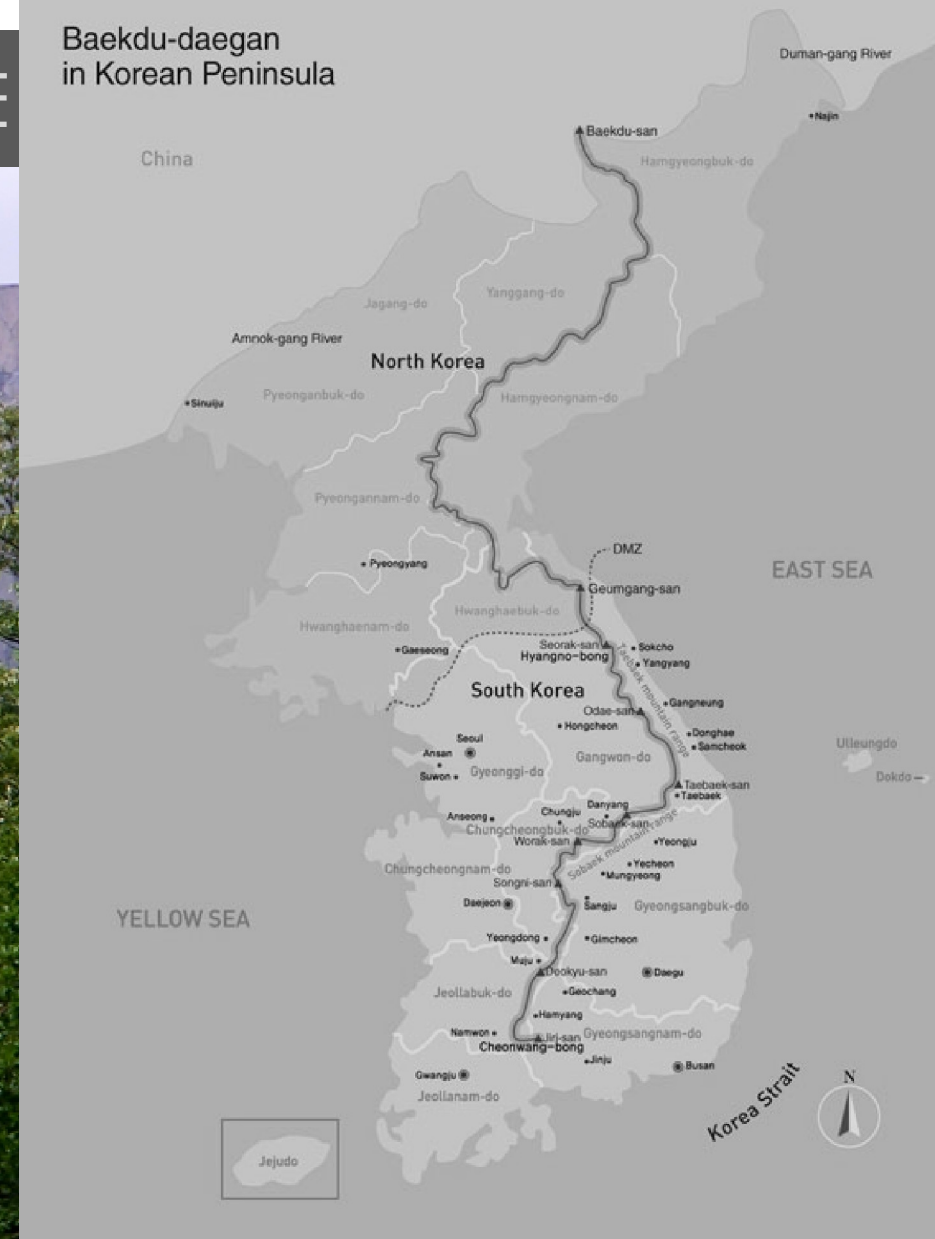 Baekdu-daegan
in Korean Peninsula
Duman-gang River
Najin
Baekdu-san
China
Hamgyeongbuk-do
Yanggang-do
Jagang-do
Amnok-gang River
North Korea
Pyeonganbuk-do
Hamgyeongnam-do
Sinuiju
Pyeongannam-do
DMZ
Pyeongyang
EAST SEA
Geumgang-san
Hwanghaebuk-do
Hwanghaenam-do
Gaeseong
Seorak-san
Sokcho
Hyangno-bong
Yangyang
Taebaek mountain range
South Korea
Gangneung
Odae-san
Hongcheon
Donghae
Samcheok
Seoul
Ansan
Gangwon-do
Ulleungdo
Suwon
Gyeonggi-do
Dokdo
Taebaek-san
Taebaek
Danyang
Chungju
Anseong
Sobaek-san
Chungcheongbuk-do
Worak-san
Sobaek mountain range
Yeongju
Chungcheongnam-do
Yecheon
Mungyeong
Songni-san
Daejeon
Sangju
Gyeongsangbuk-do
YELLOW SEA
Yeongdong
Gimcheon
Muju
Deokyu-san
Daegu
Jeollabuk-do
Geochang
Hamyang
Namwon
Jiri-san
Gyeongsangnam-do
Cheonwang-bong
Jinju
Busan
Gwangju
Jeollanam-do
Korea Strait
N
Jejudo